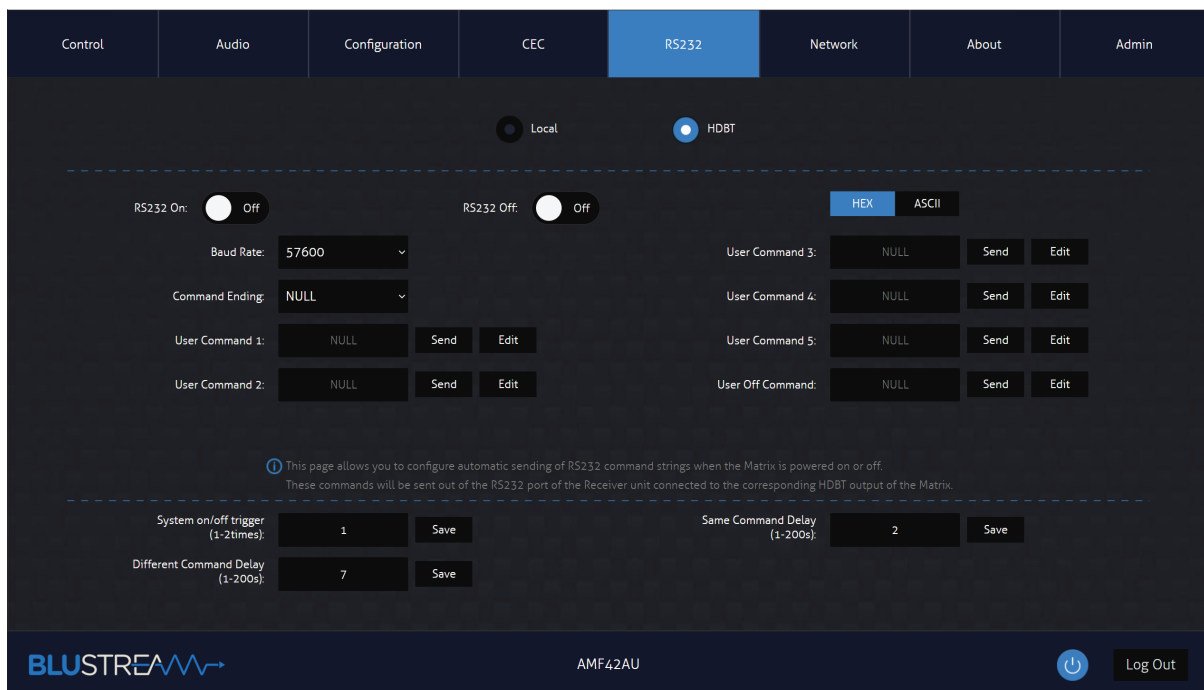 Control Audio Configuration CEC RS232 Network About Admin
Local HDBT
RS232 On: Off RS232 Off: Off HEX ASCII
Baud Rate: 57600 User Command 3: NULL Send Edit
Command Ending: NULL User Command 4: NULL Send Edit
User Command 1: NULL Send Edit User Command 5: NULL Send Edit
User Command 2: NULL Send Edit User Off Command: NULL Send Edit
This page allows you to configure automatic sending of RS232 command strings when the Matrix is powered on or off.
These commands will be sent out of the RS232 port of the Receiver unit connected to the corresponding HDBT output of the Matrix.
System on/off trigger
(1-2times): 1 Save
Same Command Delay
(1-200s): 2 Save
Different Command Delay
(1-200s): 7 Save
BLUSTREAM AMF42AU Log Out